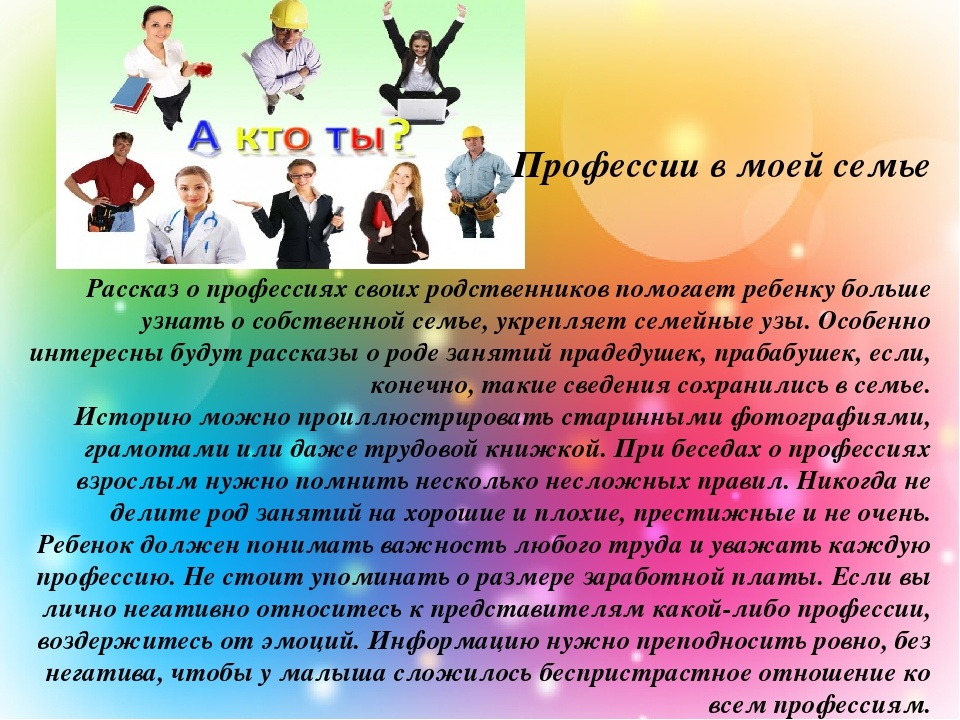 А кто ты?
Профессии в моей семье
Рассказ о профессиях своих родственников помогает ребенку больше
узнать о собственной семье, укрепляет семейные узы. Особенно
интересны будут рассказы о роде занятий прадедушек, прабабушек, если,
конечно, такие сведения сохранились в семье.
Историю можно проиллюстрировать старинными фотографиями,
грамотами или даже трудовой книжкой. При беседах о профессиях
взрослым нужно помнить несколько несложных правил. Никогда не
делите род занятий на хорошие и плохие, престижные и не очень.
Ребенок должен понимать важность любого труда и уважать каждую
профессию. Не стоит упоминать о размере заработной платы. Если вы
лично негативно относитесь к представителям какой-либо профессии,
воздержитесь от эмоций. Информацию нужно преподносить ровно, без
негатива, чтобы у малыша сложилось беспристрастное отношение ко
всем профессиям.